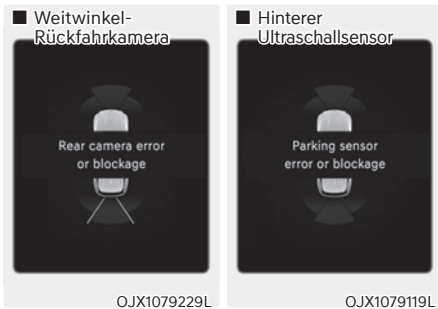 ■ Weitwinkel-
Rückfahrkamera
Rear camera error
or blockage
OJX1079229L
■ Hinterer
Ultraschallsensor
Parking sensor
error or blockage
OJX1079119L